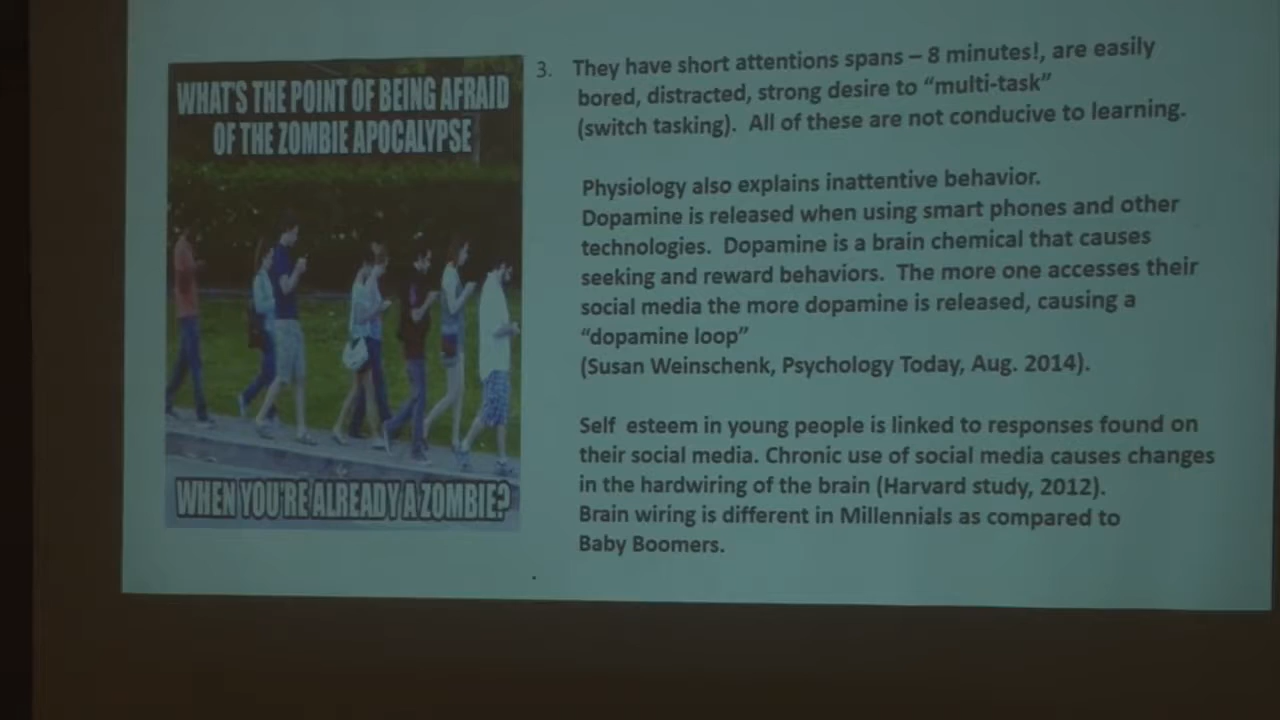 WHAT'S THE POINT OF BEING AFRAID
OF THE ZOMBIE APOCALYPSE
WHEN YOU'RE ALREADY A ZOMBIE?
3. They have short attentions spans – 8 minutes!, are easily
bored, distracted, strong desire to “multi-task”
(switch tasking). All of these are not conducive to learning.
Physiology also explains inattentive behavior.
Dopamine is released when using smart phones and other
technologies. Dopamine is a brain chemical that causes
seeking and reward behaviors. The more one accesses their
social media the more dopamine is released, causing a
“dopamine loop”
(Susan Weinschenk, Psychology Today, Aug. 2014).
Self esteem in young people is linked to responses found on
their social media. Chronic use of social media causes changes
in the hardwiring of the brain (Harvard study, 2012).
Brain wiring is different in Millennials as compared to
Baby Boomers.